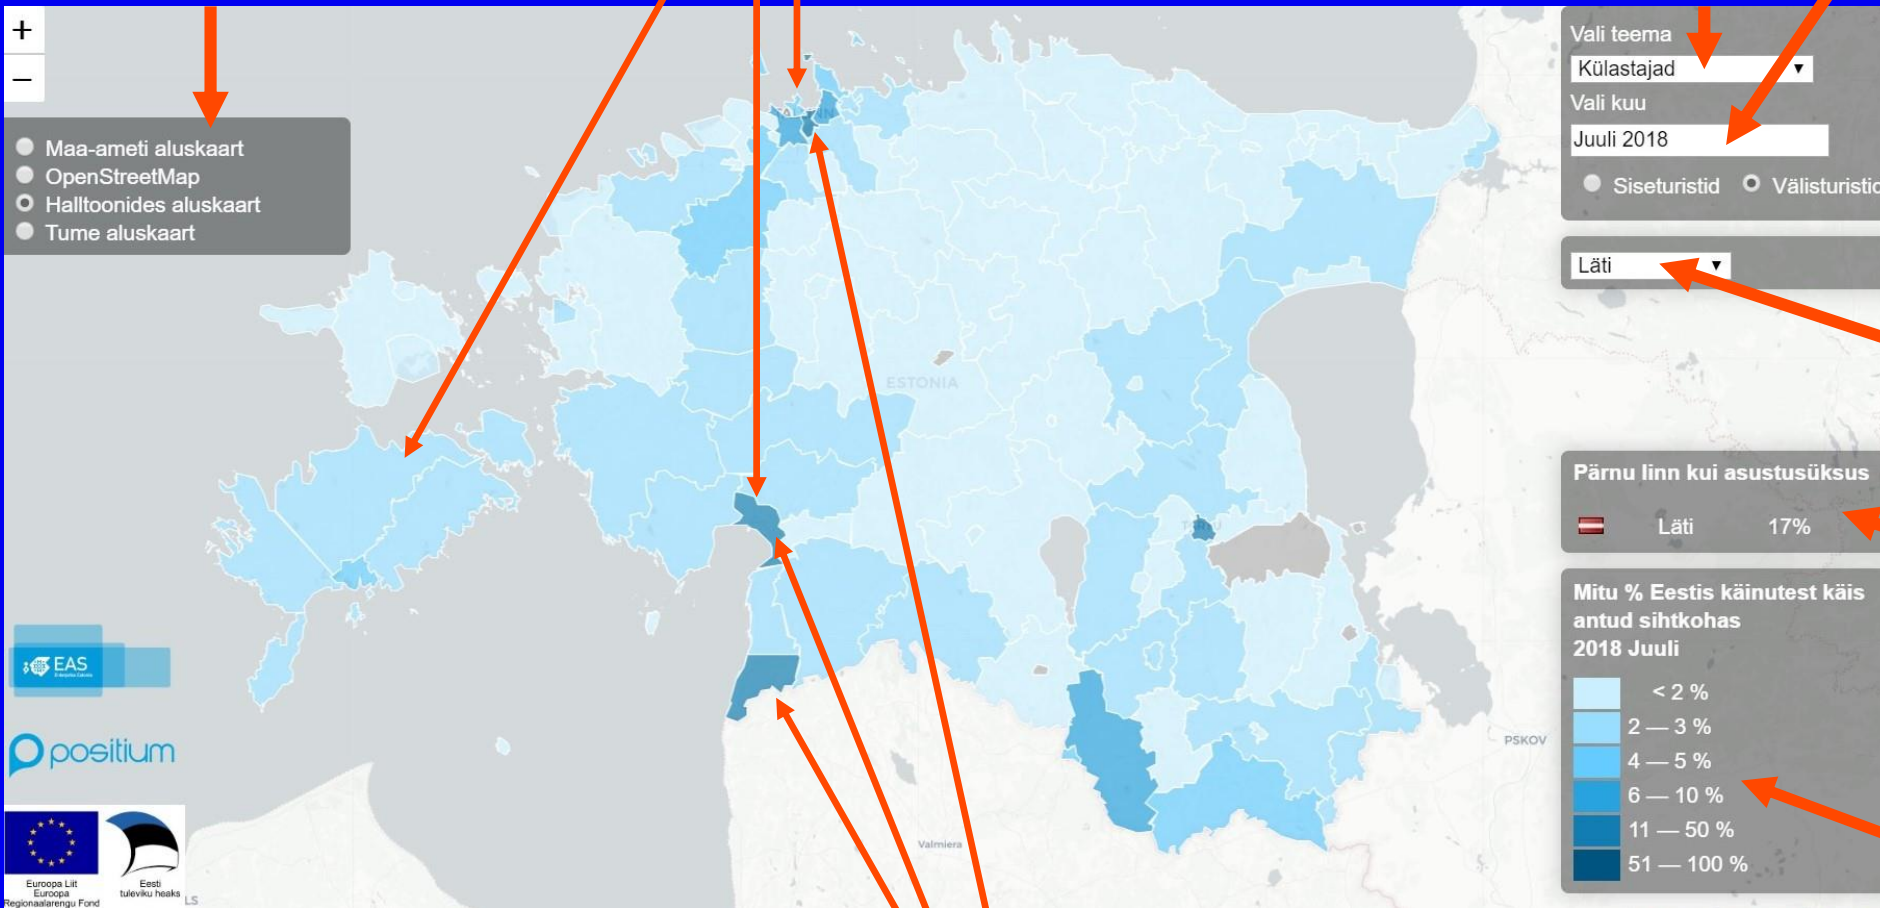 +
−
Maa-ameti aluskaart
OpenStreetMap
Halltoonides aluskaart
Tume aluskaart
Vali teema
Külastajad
Vali kuu
Juuli 2018
Siseturistid
Välisturistid
Läti
Pärnu linn kui asustusüksus
Läti 17%
Mitu % Eestis käinutest käis
antud sihtkohas
2018 Juuli
< 2 %
2 — 3 %
4 — 5 %
6 — 10 %
11 — 50 %
51 — 100 %
ESTONIA
PSKOV
Valmiera
EAS
positium
Euroopa Liit
Euroopa
Regionaalarengu Fond
Eesti
tuleviku heaks